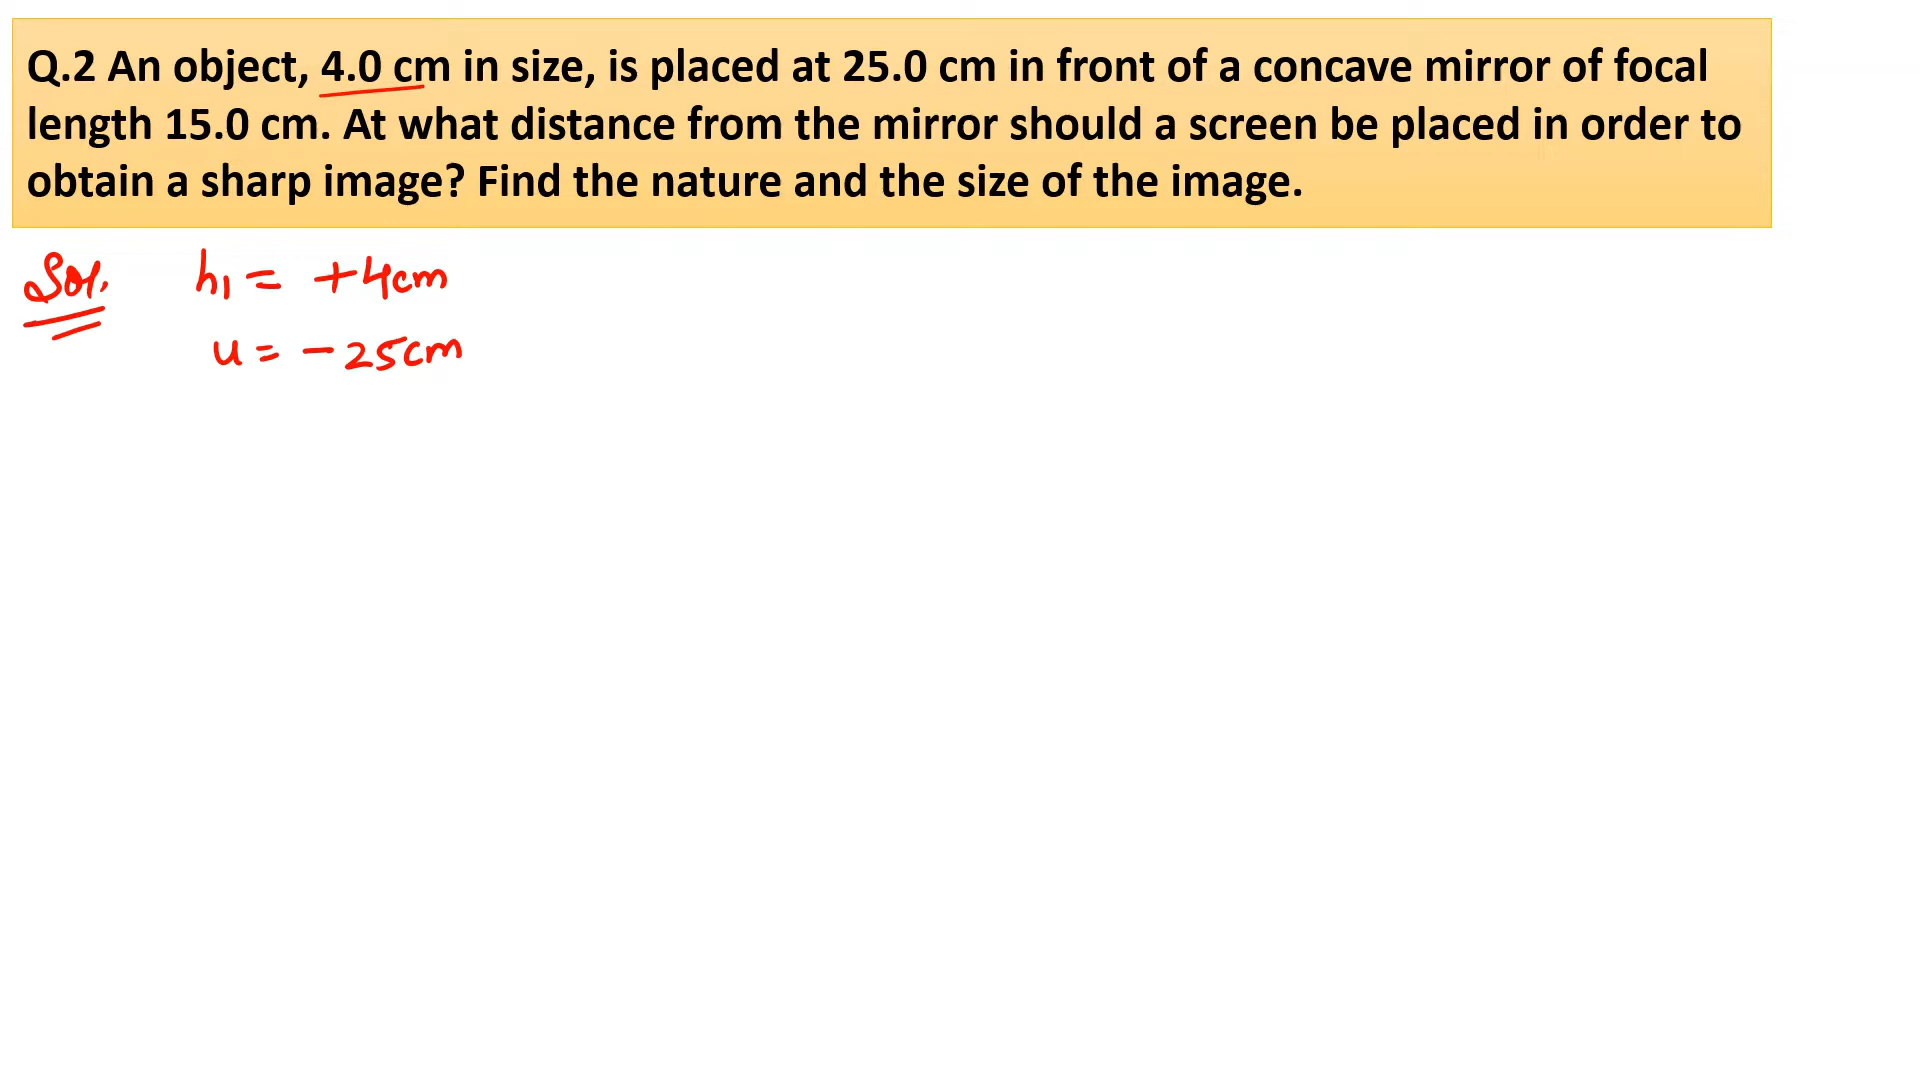 Q.2 An object, 4.0 cm in size, is placed at 25.0 cm in front of a concave mirror of focal
length 15.0 cm. At what distance from the mirror should a screen be placed in order to
obtain a sharp image? Find the nature and the size of the image.
Sol. h1 = +4cm
u = -25cm